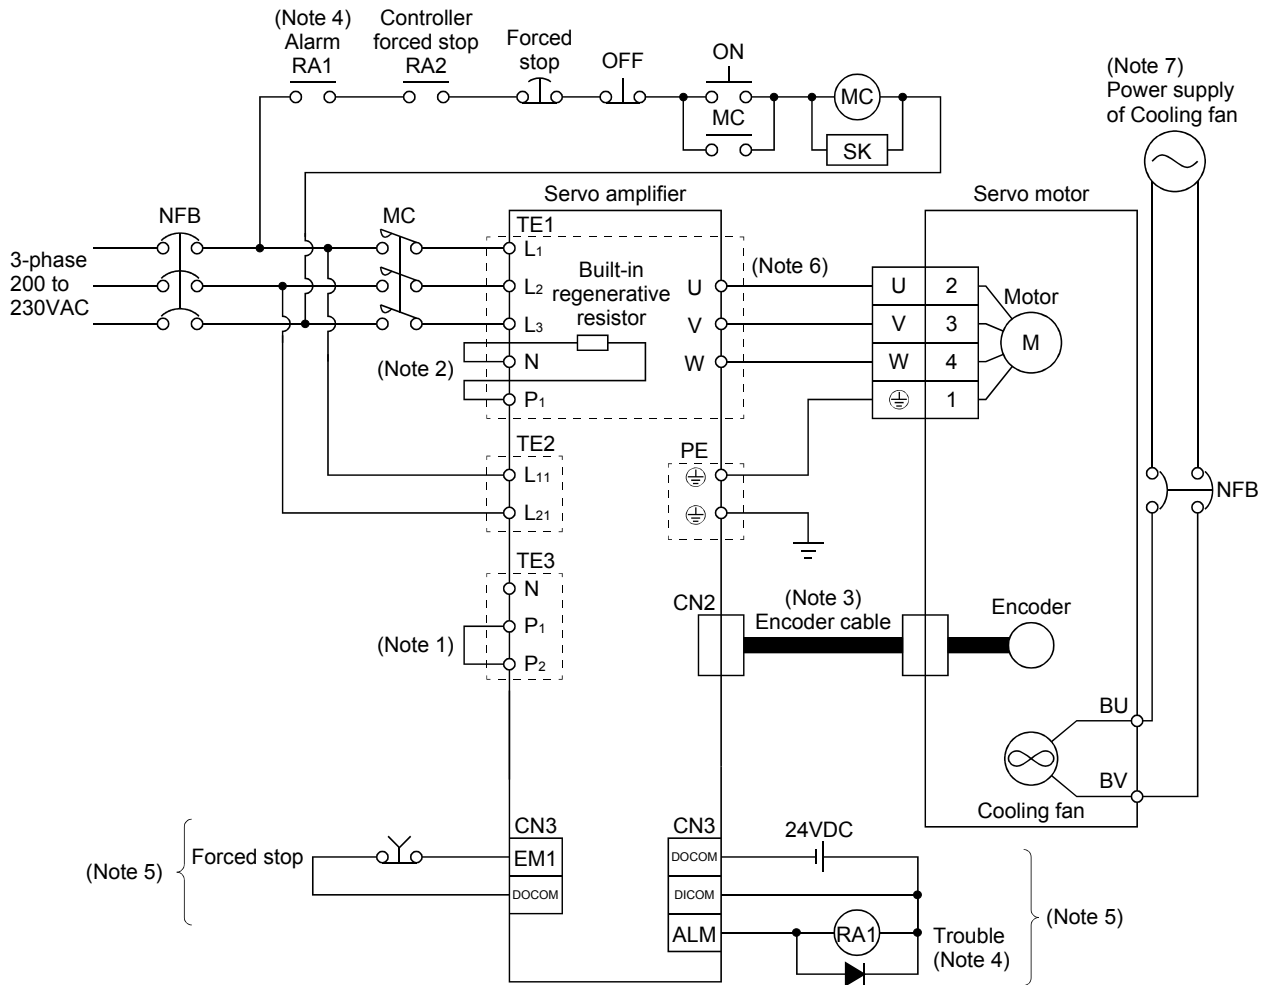 (Note 4)
Alarm
RA1
Controller
forced stop
RA2
Forced
stop
OFF
ON
MC
MC
SK
(Note 7)
Power supply
of Cooling fan
NFB
MC
Servo amplifier
Servo motor
3-phase
200 to
230VAC
TE1
L1
L2
L3
N
P1
Built-in
regenerative
resistor
(Note 2)
U
V
W
(Note 6)
U 2
V 3
W 4
1
Motor
M
TE2
L11
L21
PE
NFB
TE3
N
P1
P2
(Note 1)
CN2
(Note 3)
Encoder cable
Encoder
BU
BV
Cooling fan
(Note 5)
Forced stop
CN3
EM1
DOCOM
CN3
DOCOM
DICOM
ALM
24VDC
RA1
Trouble
(Note 4)
(Note 5)